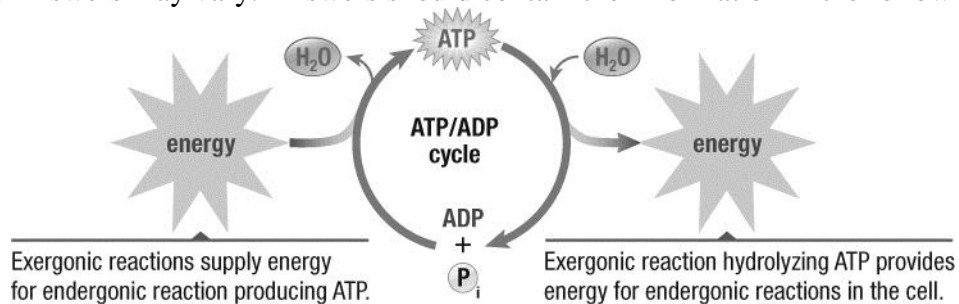 H₂O
ATP
H₂O
energy
ATP/ADP
cycle
energy
ADP
+
Pi
Exergonic reactions supply energy
for endergonic reaction producing ATP.
Exergonic reaction hydrolyzing ATP provides
energy for endergonic reactions in the cell.